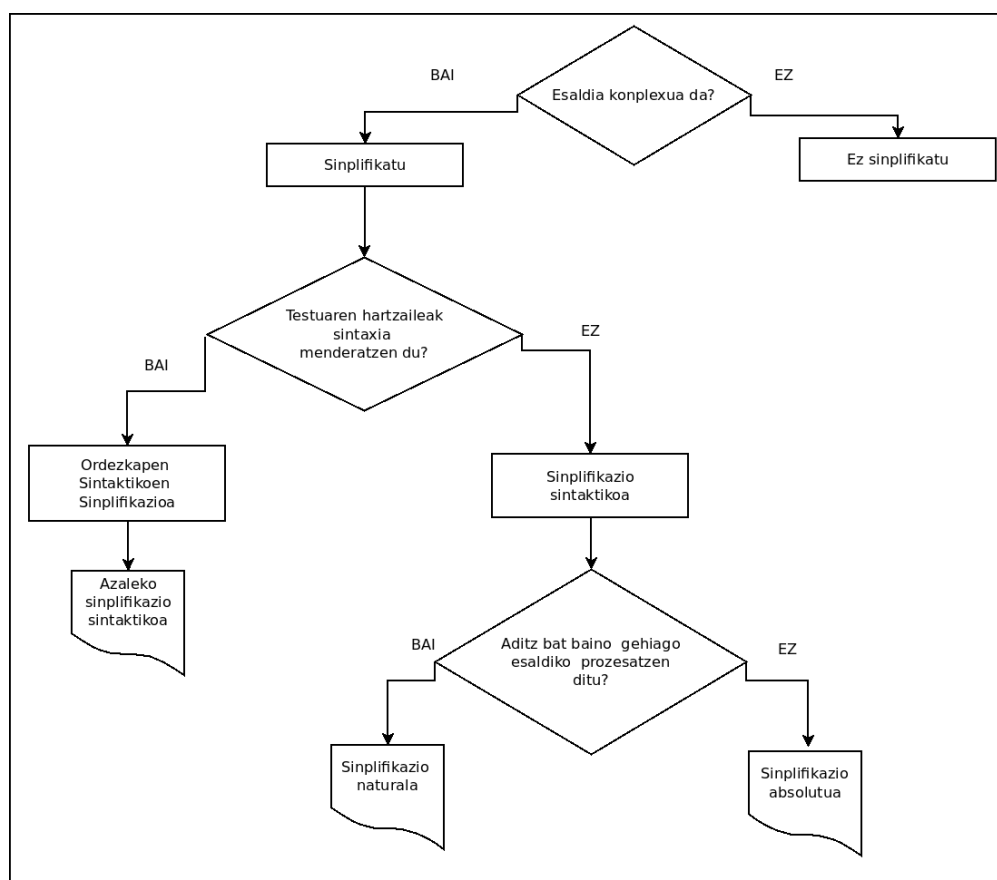 BAI
EZ
Esaldia konplexua da?
Sinplifikatu
Ez sinplifikatu
Testuaren hartzaileak
sintaxia
menderatzen du?
BAI
EZ
Ordezkapen
Sintaktikoen
Sinplifikazioa
Sinplifikazio
sintaktikoa
Azaleko
sinplifikazio
sintaktikoa
BAI
EZ
Aditz bat baino gehiago
esaldiko prozesatzen
ditu?
Sinplifikazio
naturala
Sinplifikazio
absolutua